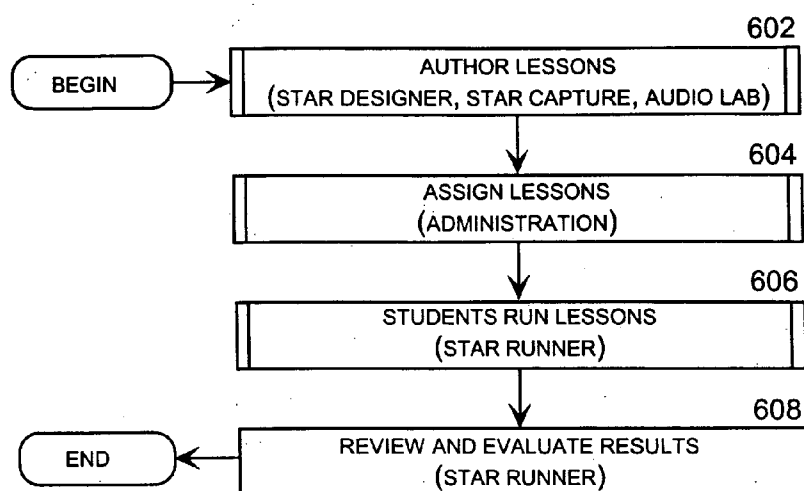 602
BEGIN
AUTHOR LESSONS
(STAR DESIGNER, STAR CAPTURE, AUDIO LAB)
604
ASSIGN LESSONS
(ADMINISTRATION)
606
STUDENTS RUN LESSONS
(STAR RUNNER)
608
END
REVIEW AND EVALUATE RESULTS
(STAR RUNNER)